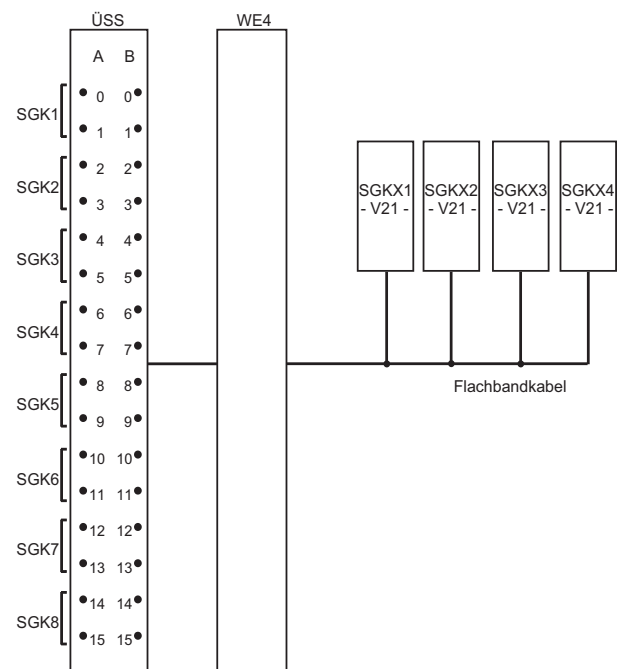 ÜSS WE4
A B
0 0
SGK1
1 1
2 2
SGK2
3 3
SGKX1 SGKX2 SGKX3 SGKX4
- V21 - - V21 - - V21 - - V21 -
4 4
SGK3
5 5
6 6
SGK4
7 7
8 8
Flachbandkabel
SGK5
9 9
10 10
SGK6
11 11
12 12
SGK7
13 13
14 14
SGK8
15 15